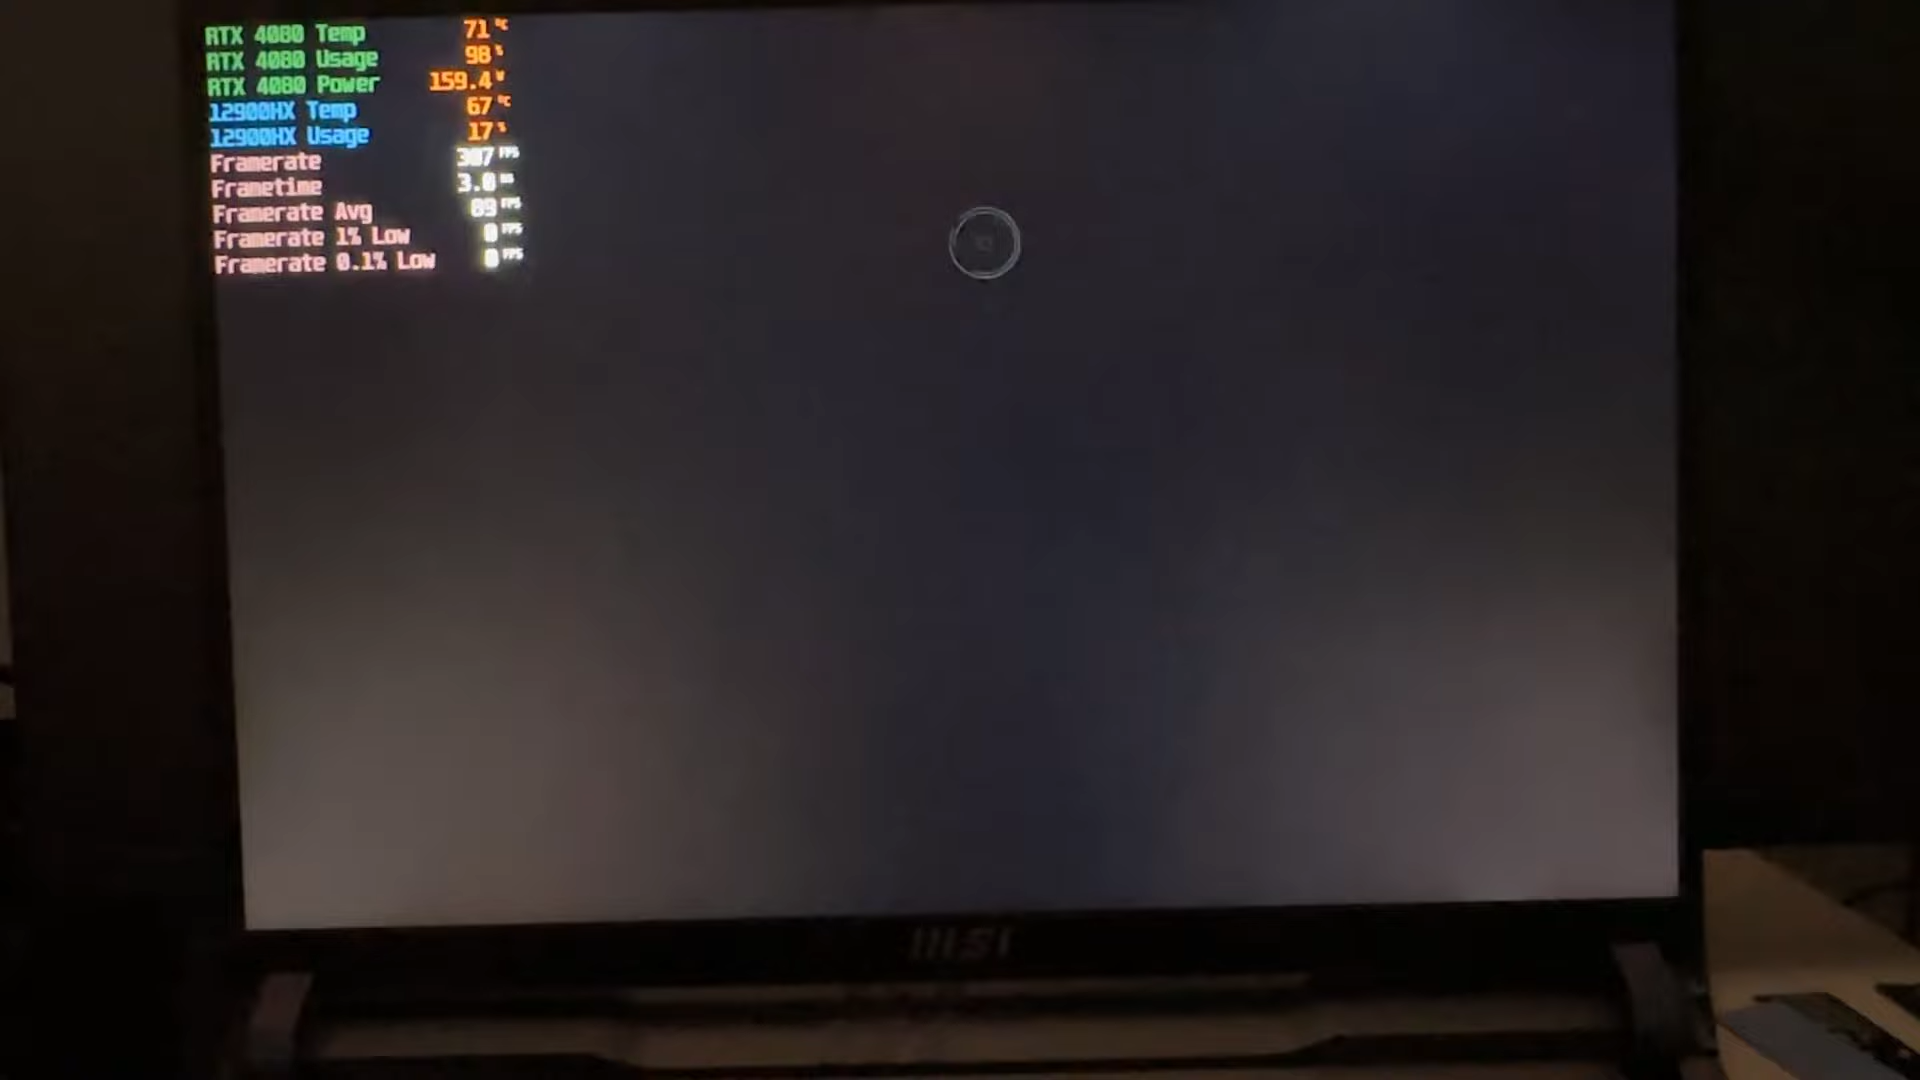 RTX 4080 Temp 71 °C
RTX 4080 Usage 98 %
RTX 4080 Power 159.4 W
12900HX Temp 67 °C
12900HX Usage 17 %
Framerate 307 FPS
Frametime 3.0 ms
Framerate Avg 89 FPS
Framerate 1% Low 0 FPS
Framerate 0.1% Low 0 FPS
msi